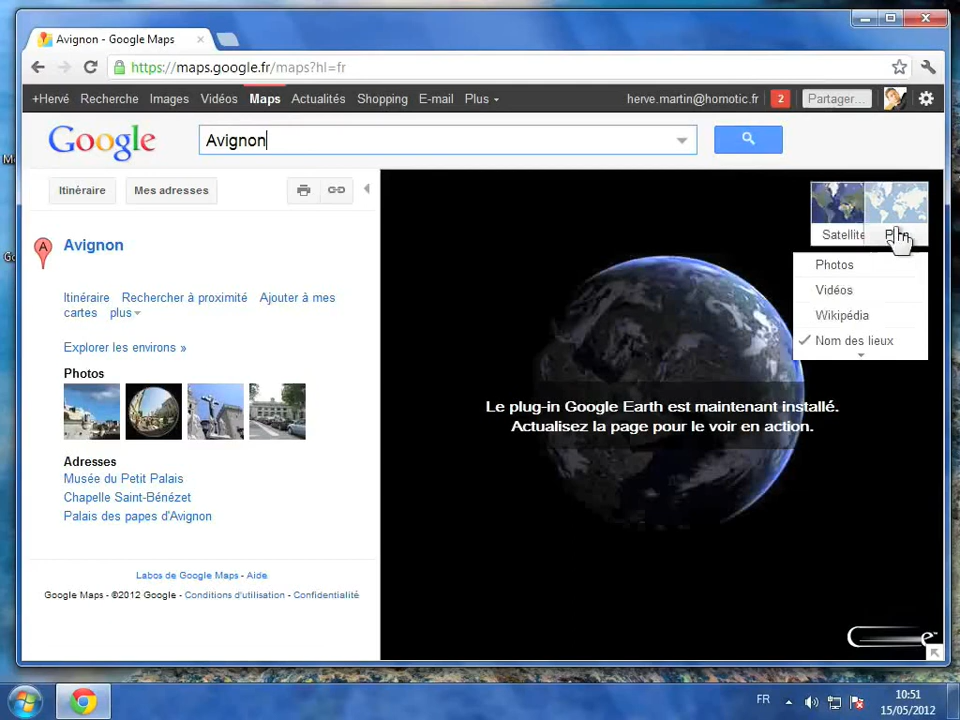 Avignon - Google Maps
https://maps.google.fr/maps?hl=fr
+Hervé Recherche Images Vidéos Maps Actualités Shopping E-mail Plus
herve.martin@homotic.fr 2 Partager...
Google
Avignon
Itinéraire Mes adresses
A Avignon
Itinéraire Rechercher à proximité Ajouter à mes
cartes plus
Explorer les environs »
Photos
Adresses
Musée du Petit Palais
Chapelle Saint-Bénézet
Palais des papes d'Avignon
Labos de Google Maps - Aide
Google Maps - ©2012 Google - Conditions d'utilisation - Confidentialité
Satellite
Photos
Vidéos
Wikipédia
Nom des lieux
Le plug-in Google Earth est maintenant installé.
Actualisez la page pour le voir en action.
FR
10:51
15/05/2012